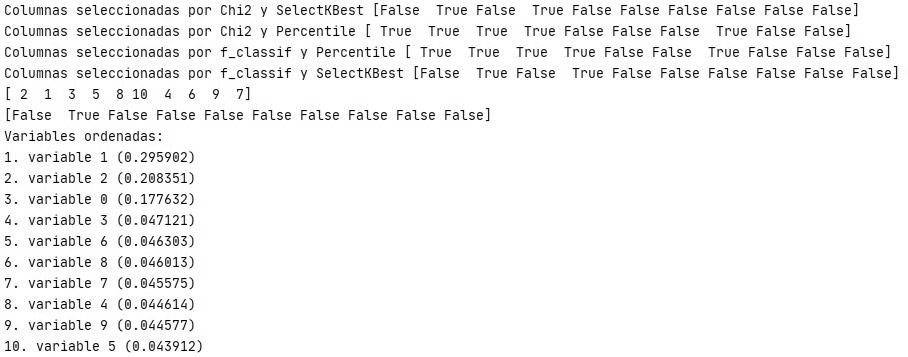 Columnas seleccionadas por Chi2 y SelectKBest [False  True False  True False False False False False False]
Columnas seleccionadas por Chi2 y Percentile [ True  True  True  True False False False  True False False]
Columnas seleccionadas por f_classif y Percentile [ True  True  True  True False False  True False False False]
Columnas seleccionadas por f_classif y SelectKBest [False  True False  True False False False False False False]
[ 2  1  3  5  8 10  4  6  9  7]
[False  True False False False False False False False False]
Variables ordenadas:
1. variable 1 (0.295902)
2. variable 2 (0.208351)
3. variable 0 (0.177632)
4. variable 3 (0.047121)
5. variable 6 (0.046303)
6. variable 8 (0.046013)
7. variable 7 (0.045575)
8. variable 4 (0.044614)
9. variable 9 (0.044577)
10. variable 5 (0.043912)